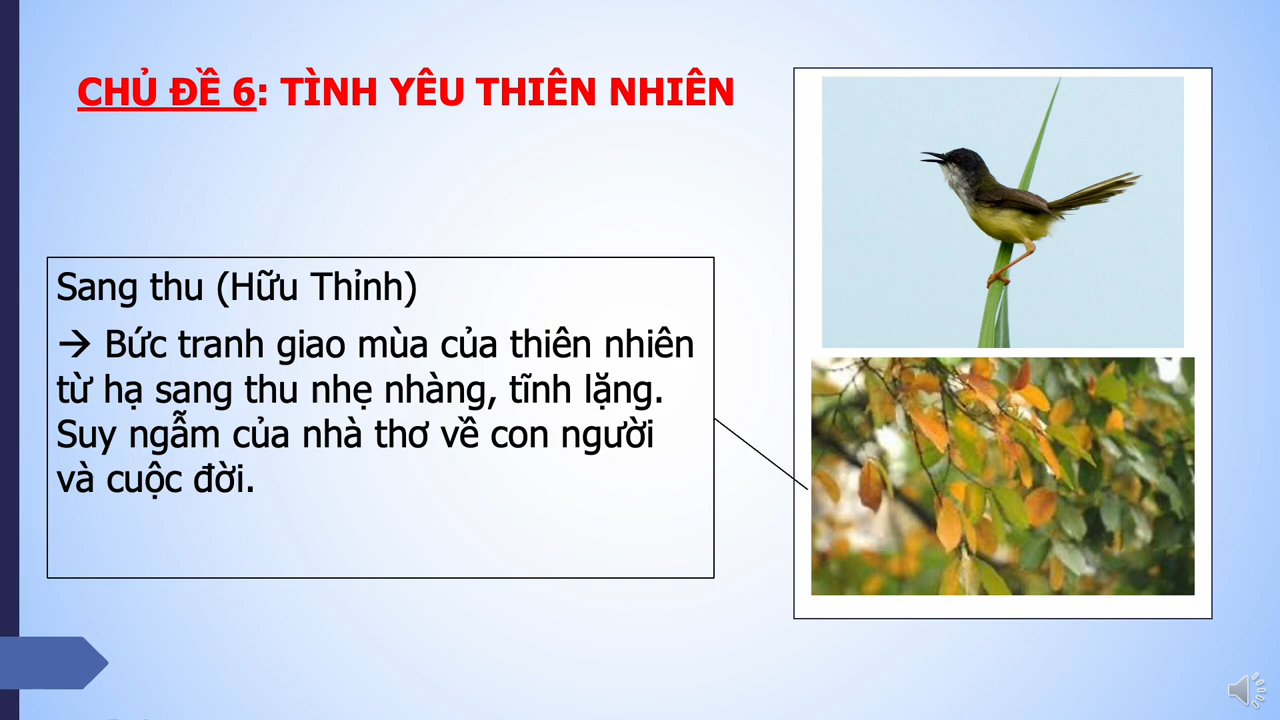 CHỦ ĐỀ 6: TÌNH YÊU THIÊN NHIÊN
Sang thu (Hữu Thỉnh)
→ Bức tranh giao mùa của thiên nhiên
từ hạ sang thu nhẹ nhàng, tĩnh lặng.
Suy ngẫm của nhà thơ về con người
và cuộc đời.